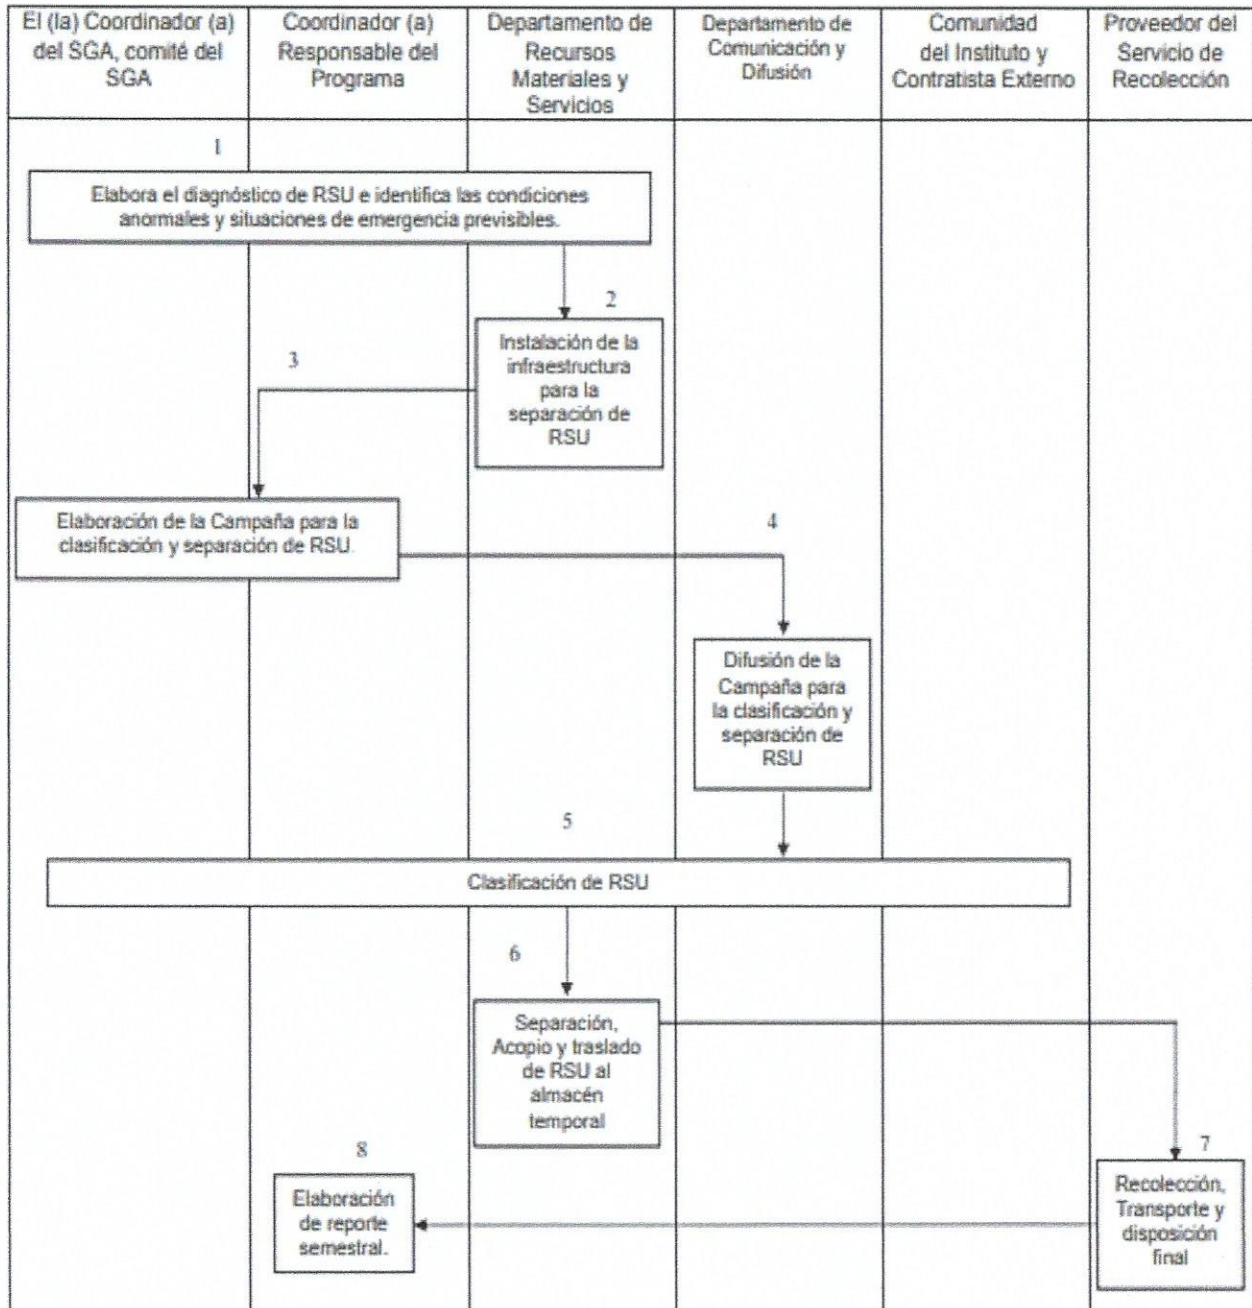 El (la) Coordinador (a)
del SGA, comité del
SGA
Coordinador (a)
Responsable del
Programa
Departamento de
Recursos
Materiales y
Servicios
Departamento de
Comunicación y
Difusión
Comunidad
del Instituto y
Contratista Externo
Proveedor del
Servicio de
Recolección
1
Elabora el diagnóstico de RSU e identifica las condiciones
anormales y situaciones de emergencia previsibles.
2
Instalación de la
infraestructura
para la
separación de
RSU
3
Elaboración de la Campaña para la
clasificación y separación de RSU.
4
Difusión de la
Campaña para
la clasificación y
separación de
RSU
5
Clasificación de RSU
6
Separación,
Acopio y traslado
de RSU al
almacén
temporal
7
Recolección,
Transporte y
disposición
final
8
Elaboración
de reporte
semestral.